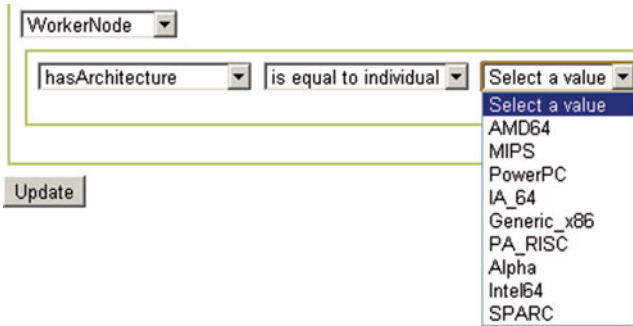 WorkerNode
hasArchitecture is equal to individual Select a value
Select a value
AMD64
MIPS
PowerPC
IA_64
Generic_x86
PA_RISC
Alpha
Intel64
SPARC
Update